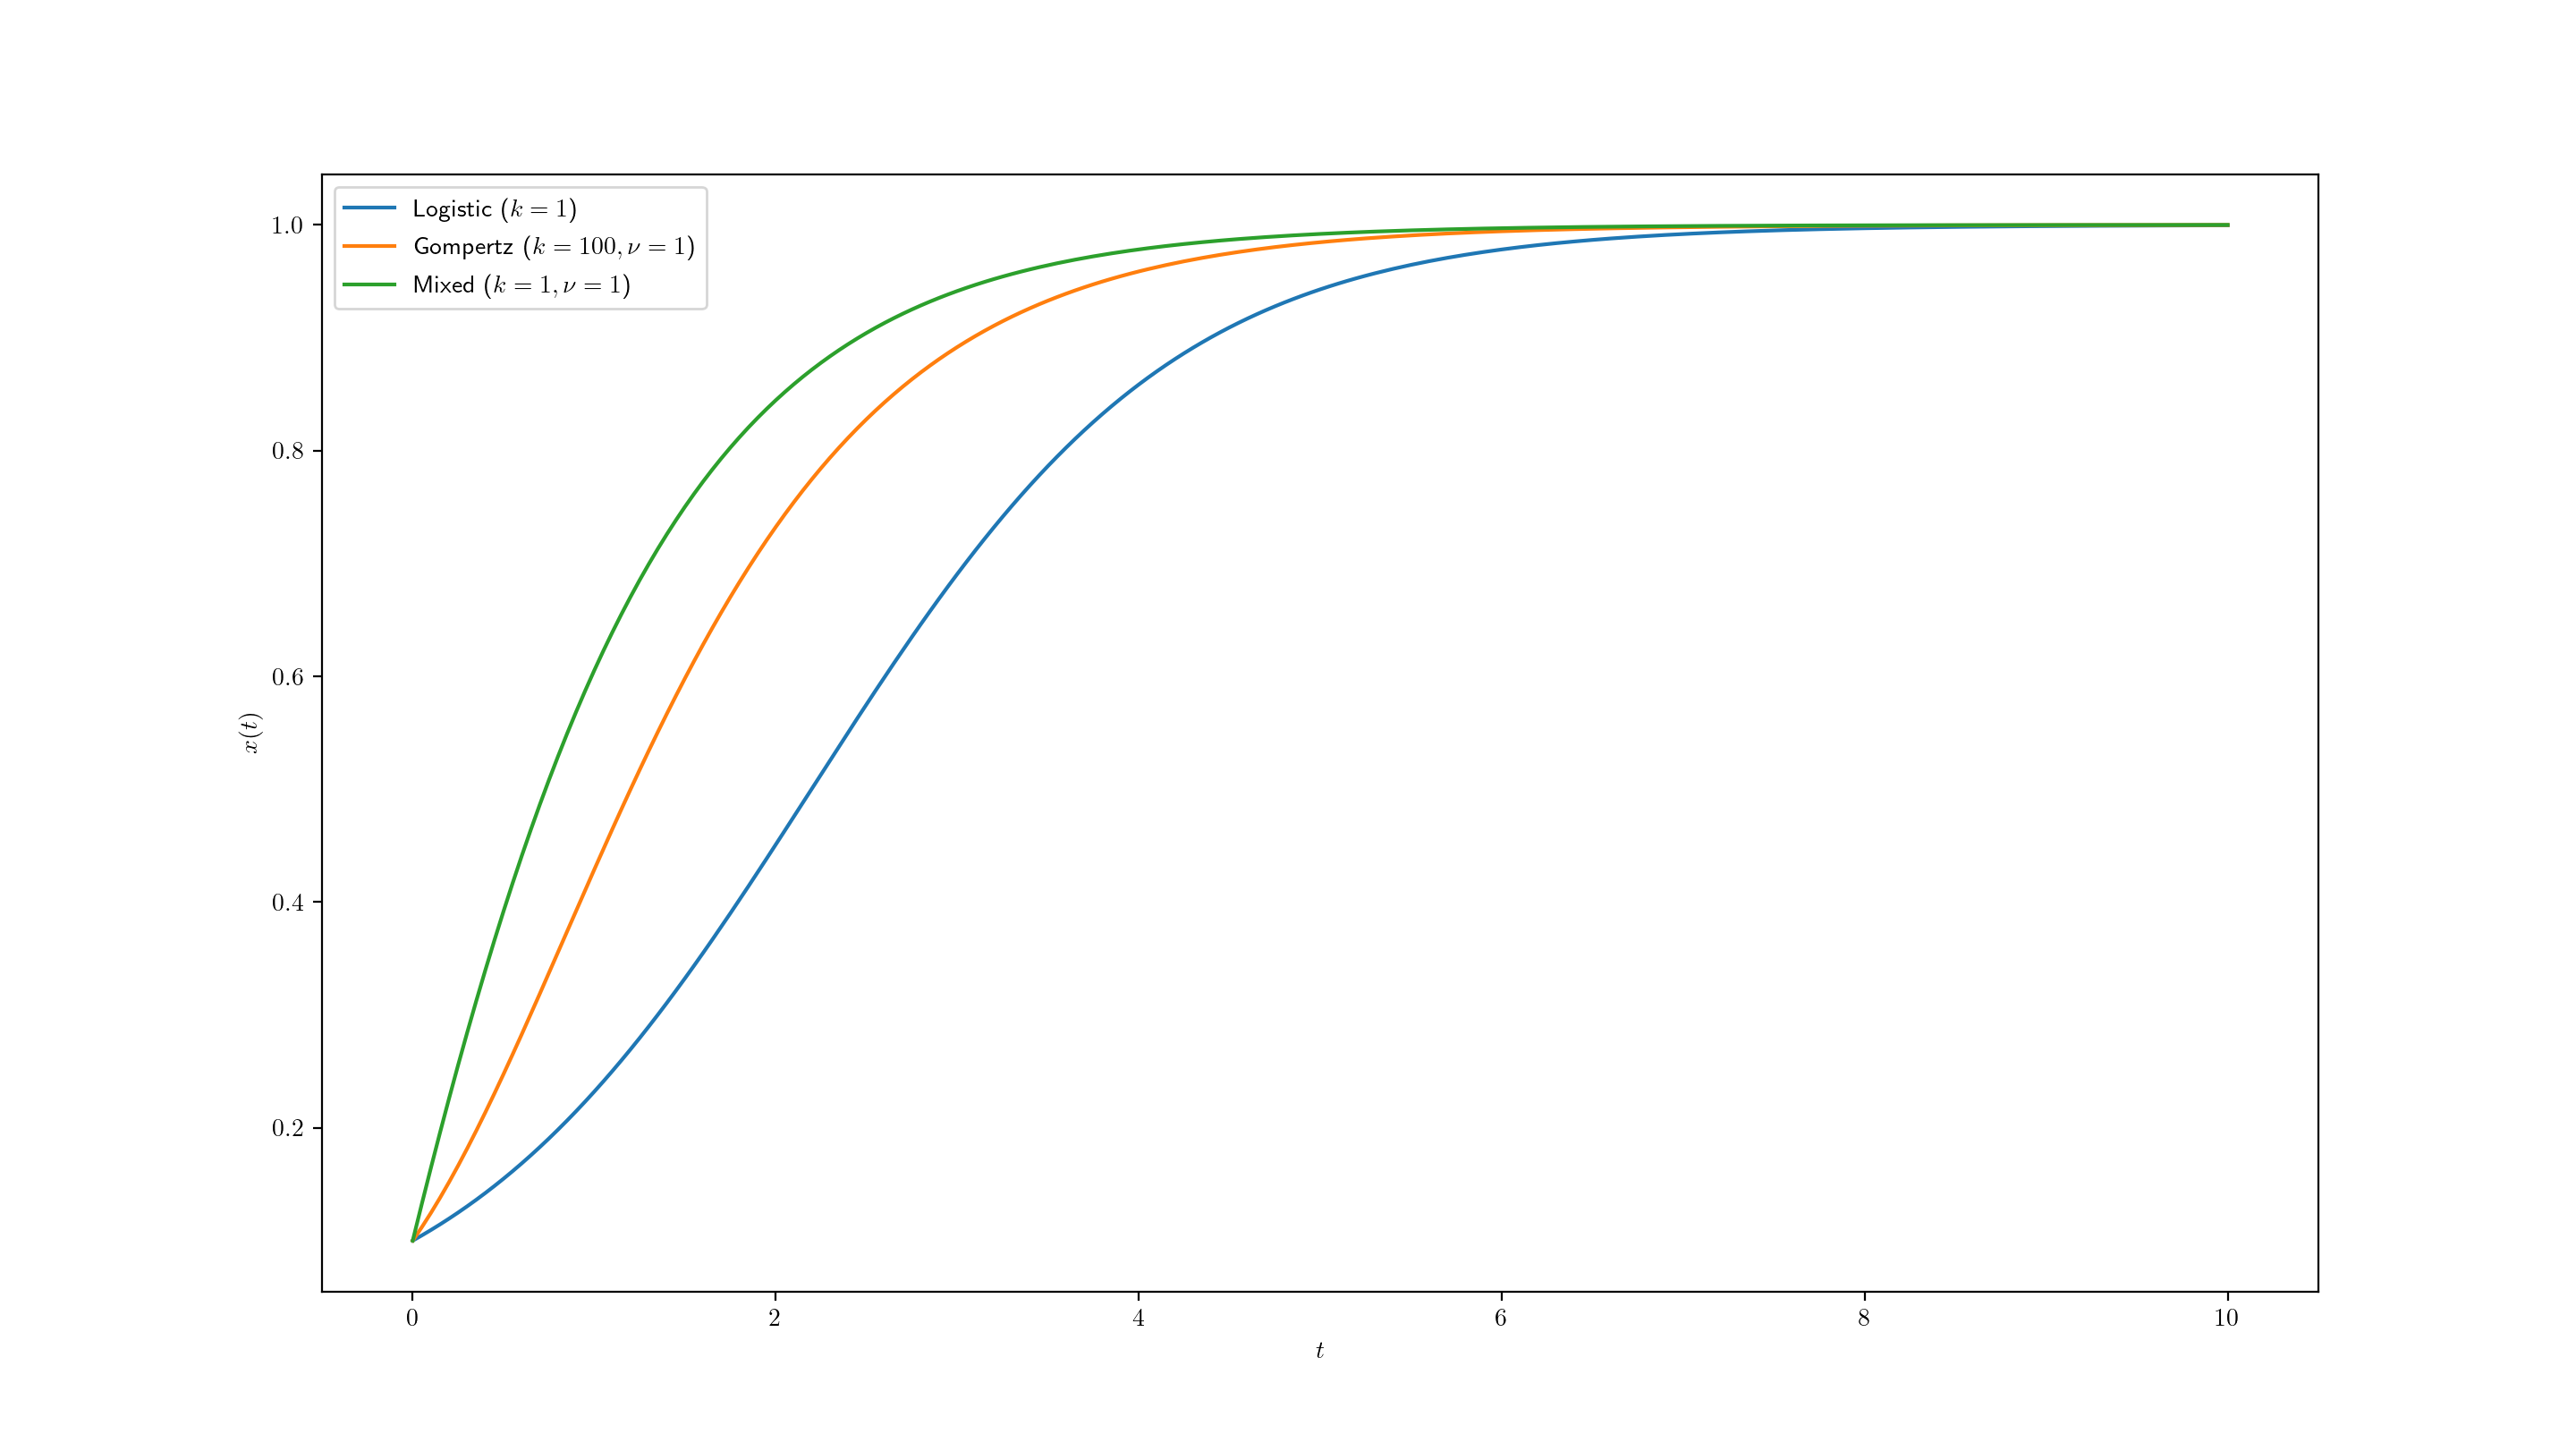 Logistic (k = 1)
Gompertz (k = 100, ν = 1)
Mixed (k = 1, ν = 1)
1.0
0.8
0.6
0.4
0.2
x(t)
0 2 4 6 8 10
t